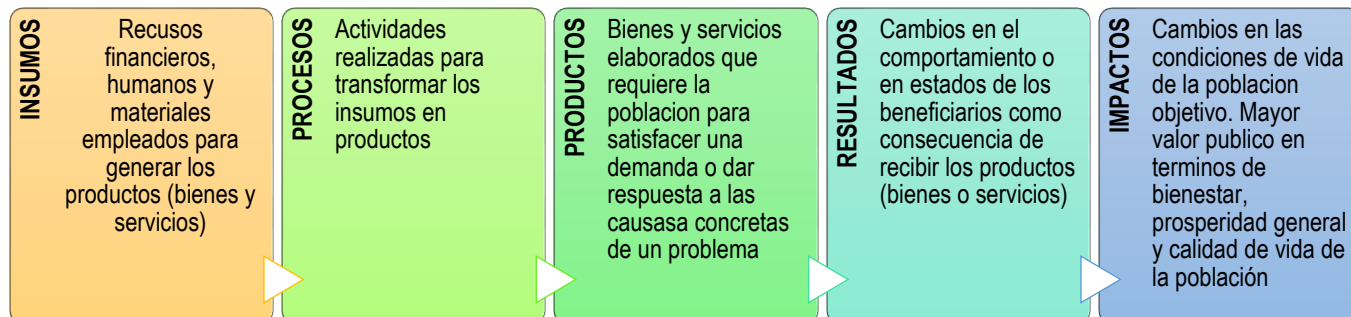 INSUMOS
Recusos
financieros,
humanos y
materiales
empleados para
generar los
productos (bienes y
servicios)
PROCESOS
Actividades
realizadas para
transformar los
insumos en
productos
PRODUCTOS
Bienes y servicios
elaborados que
requiere la
poblacion para
satisfacer una
demanda o dar
respuesta a las
causasa concretas
de un problema
RESULTADOS
Cambios en el
comportamiento o
en estados de los
beneficiarios como
consecuencia de
recibir los productos
(bienes o servicios)
IMPACTOS
Cambios en las
condiciones de vida
de la poblacion
objetivo. Mayor
valor publico en
terminos de
bienestar,
prosperidad general
y calidad de vida de
la población